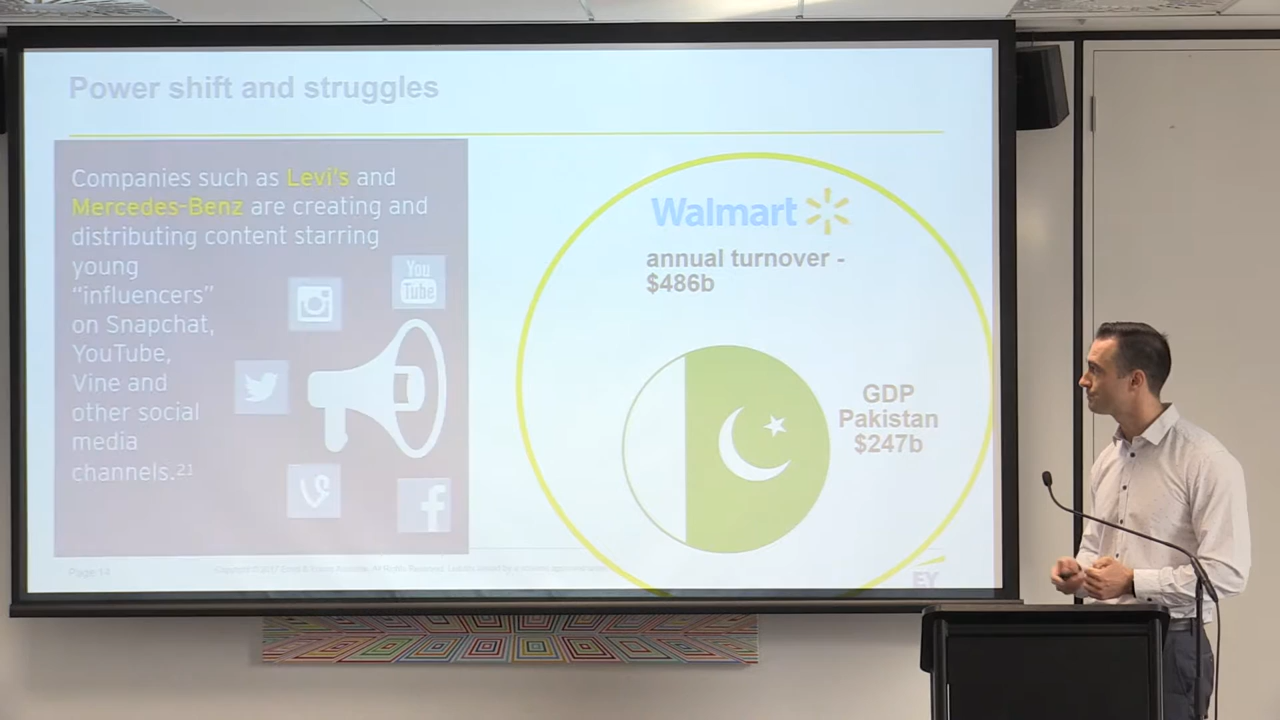 Power shift and struggles
Companies such as Levi's and
Mercedes-Benz are creating and
distributing content starring
young
“influencers”
on Snapchat,
YouTube,
Vine and
other social
media
channels.21
You
Tube
Walmart
annual turnover -
$486b
GDP
Pakistan
$247b
Page 14
EY